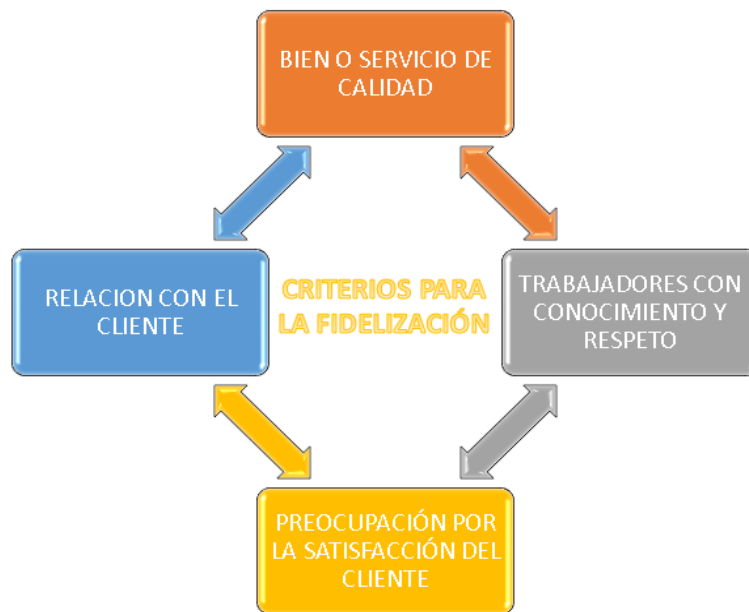 BIEN O SERVICIO DE
CALIDAD
RELACION CON EL
CLIENTE
CRITERIOS PARA
LA FIDELIZACIÓN
TRABAJADORES CON
CONOCIMIENTO Y
RESPETO
PREOCUPACIÓN POR
LA SATISFACCIÓN DEL
CLIENTE